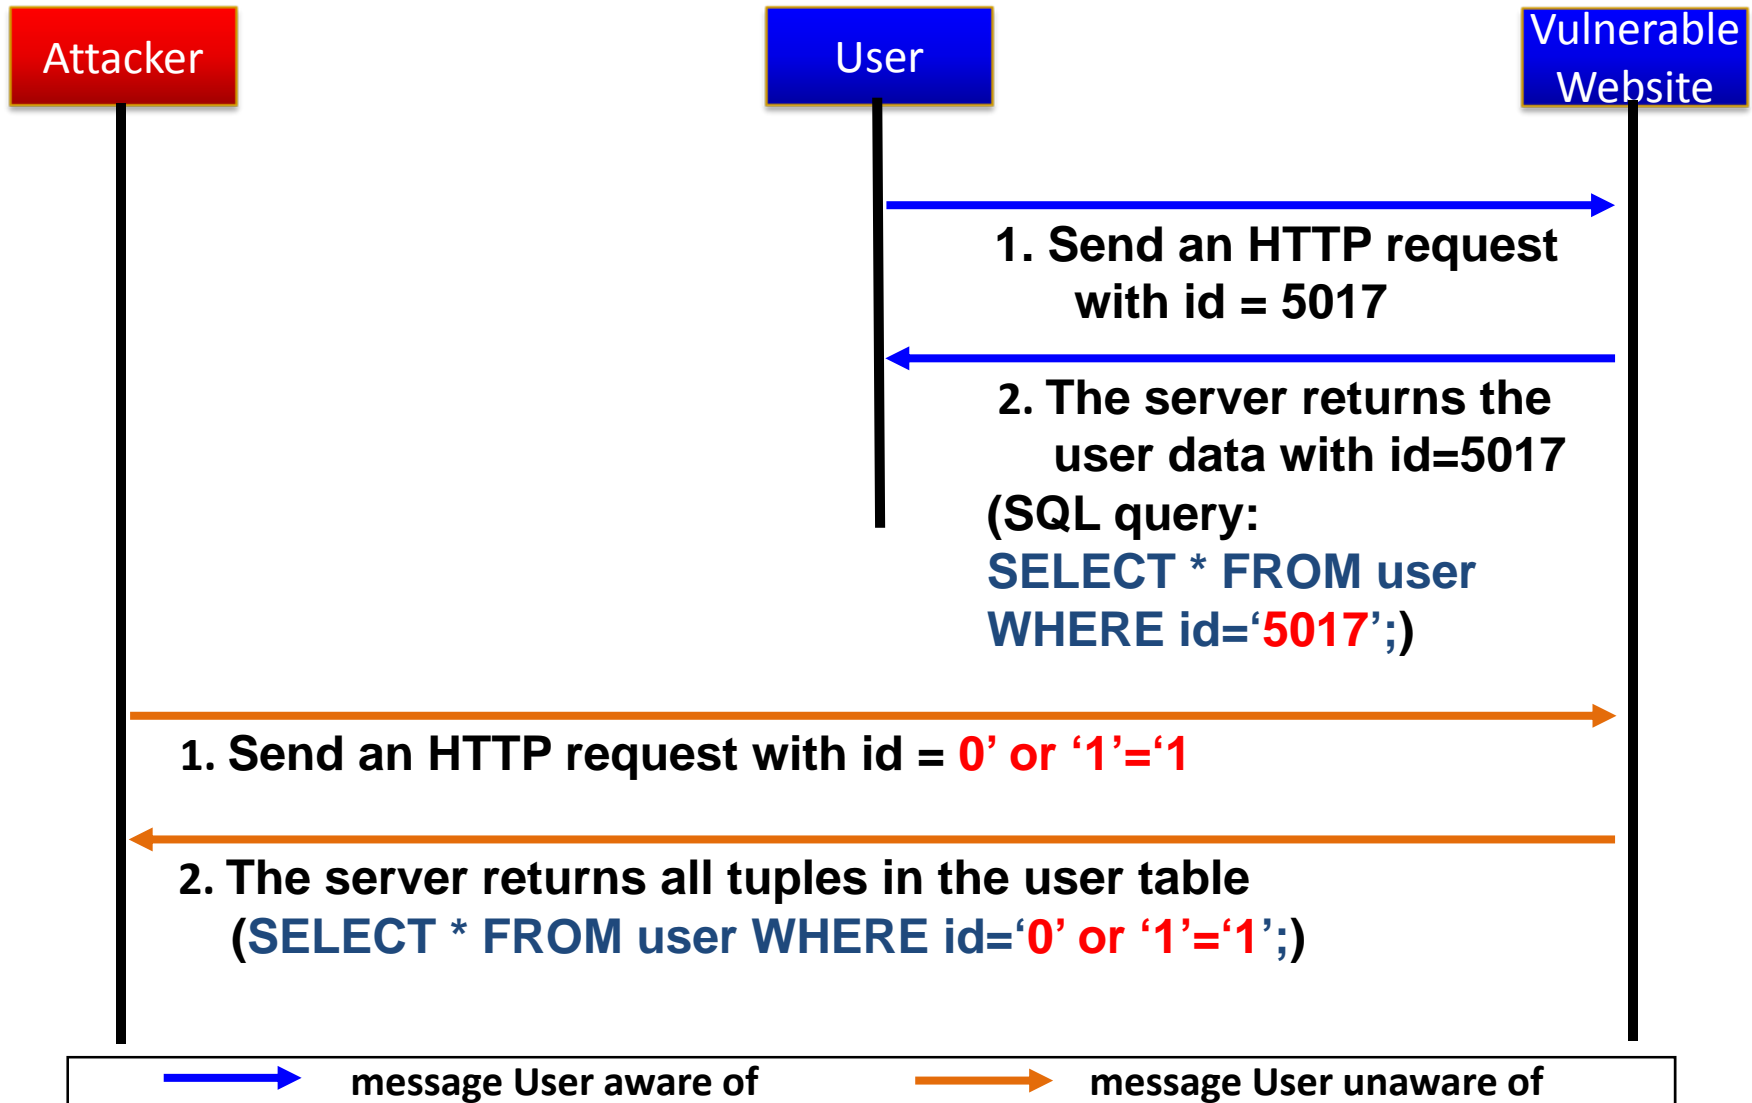 Attacker
User
Vulnerable
Website
1. Send an HTTP request
with id = 5017
2. The server returns the
user data with id=5017
(SQL query:
SELECT * FROM user
WHERE id=‘5017’;)
1. Send an HTTP request with id = 0’ or ‘1’=‘1
2. The server returns all tuples in the user table
(SELECT * FROM user WHERE id=‘0’ or ‘1’=‘1’;)
message User aware of
message User unaware of